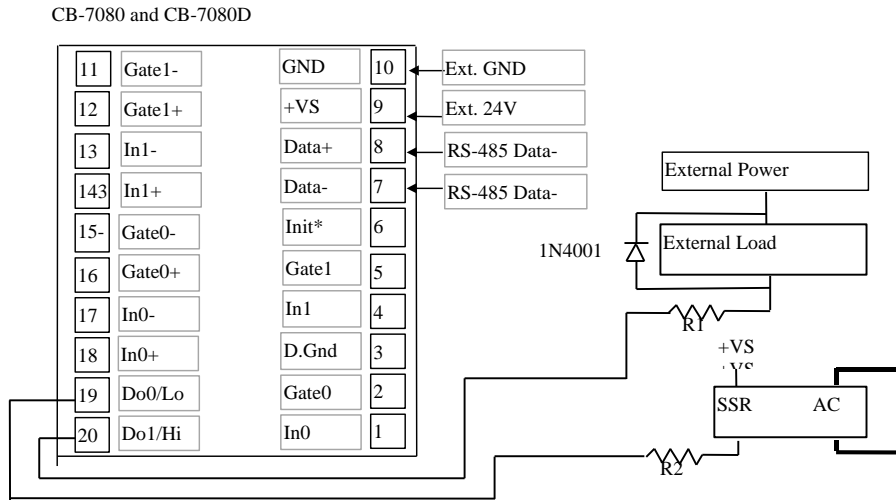 CB-7080 and CB-7080D
11 Gate1- GND 10 Ext. GND
12 Gate1+ +VS 9 Ext. 24V
13 In1- Data+ 8 RS-485 Data-
143 In1+ Data- 7 RS-485 Data-
15- Gate0- Init* 6
16 Gate0+ Gate1 5
17 In0- In1 4
18 In0+ D.Gnd 3
19 Do0/Lo Gate0 2
20 Do1/Hi In0 1
External Power
1N4001 External Load
R1
+VS
+VS
SSR AC
R2